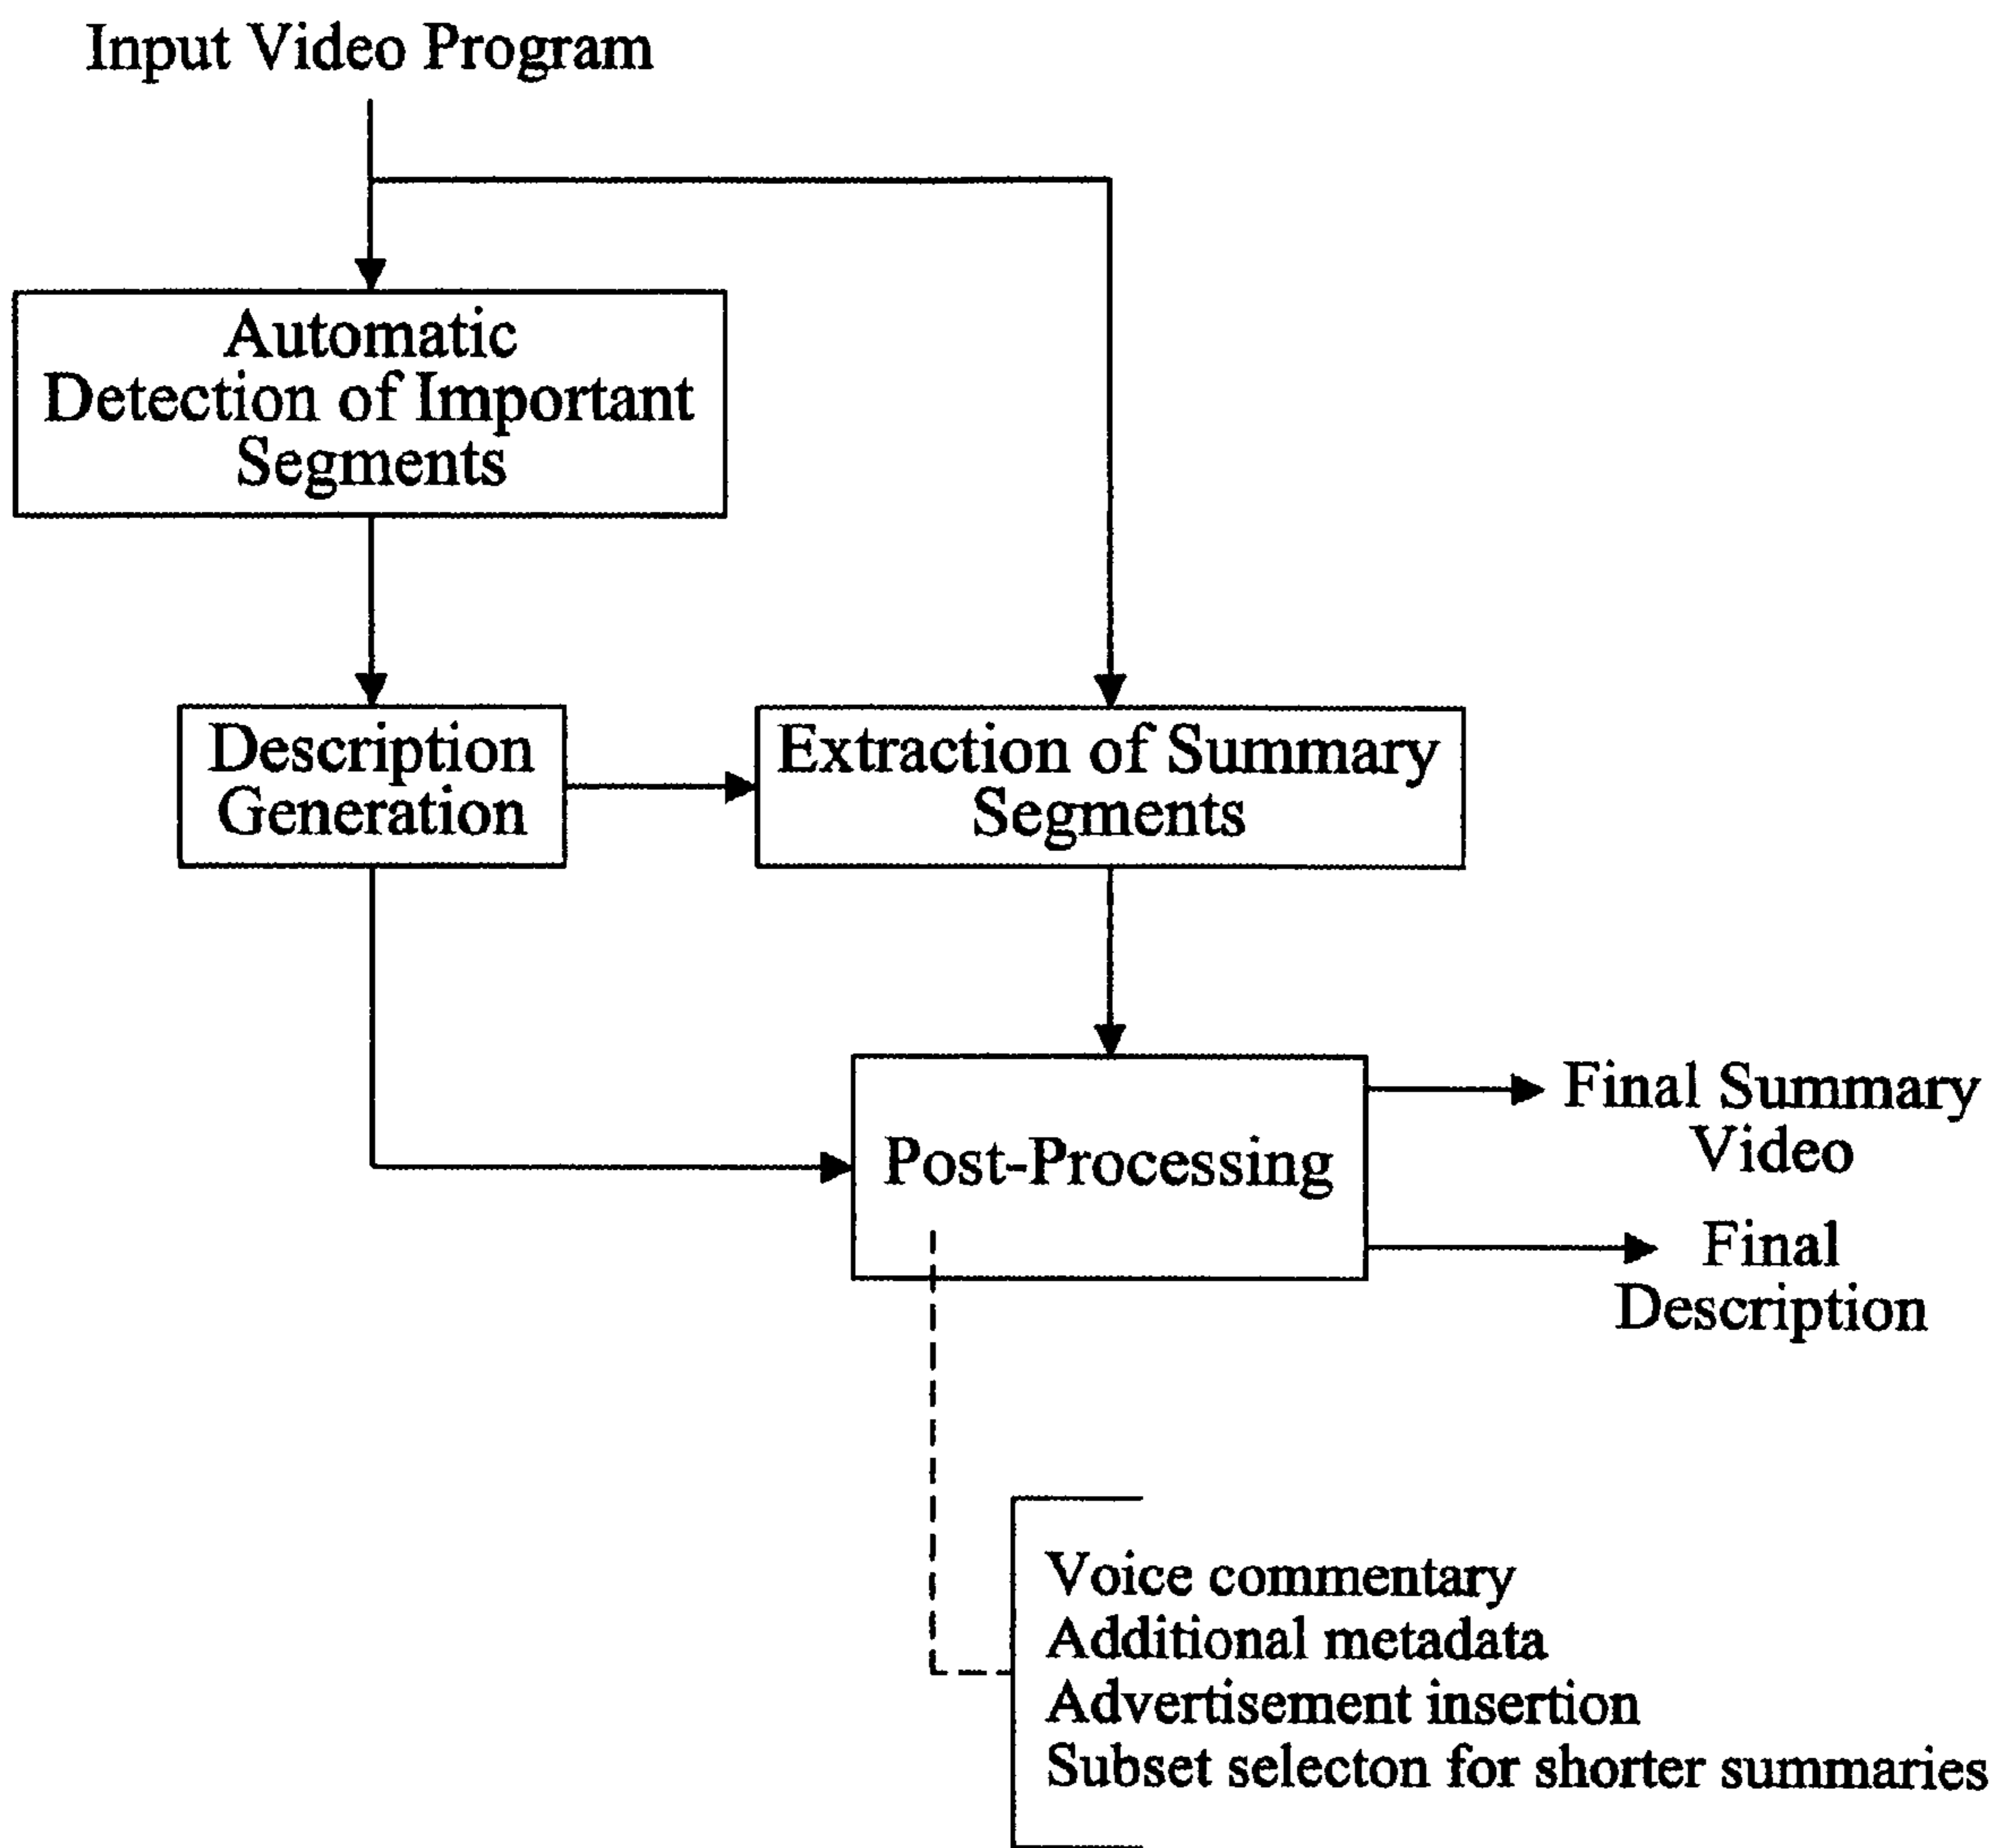 Input Video Program
Automatic
Detection of Important
Segments
Description
Generation
Extraction of Summary
Segments
Post-Processing
Final Summary
Video
Final
Description
Voice commentary
Additional metadata
Advertisement insertion
Subset selecton for shorter summaries